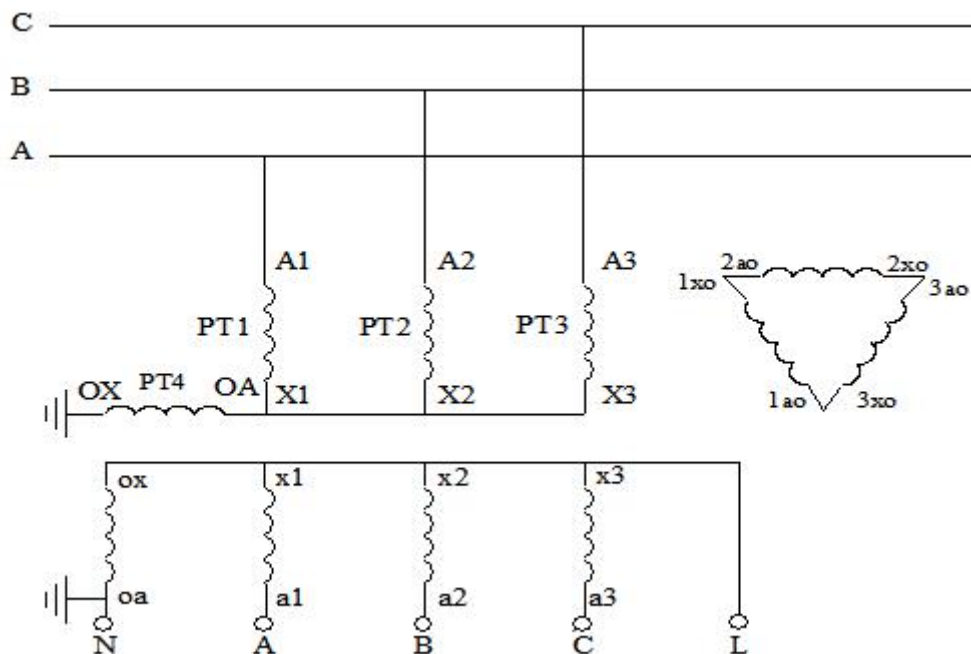 C
B
A
A1 A2 A3
2ao 2xo
1xo 3ao
PT1 PT2 PT3
OX PT4 OA X1 X2 X3
1ao 3xo
ox x1 x2 x3
oa a1 a2 a3
N A B C L